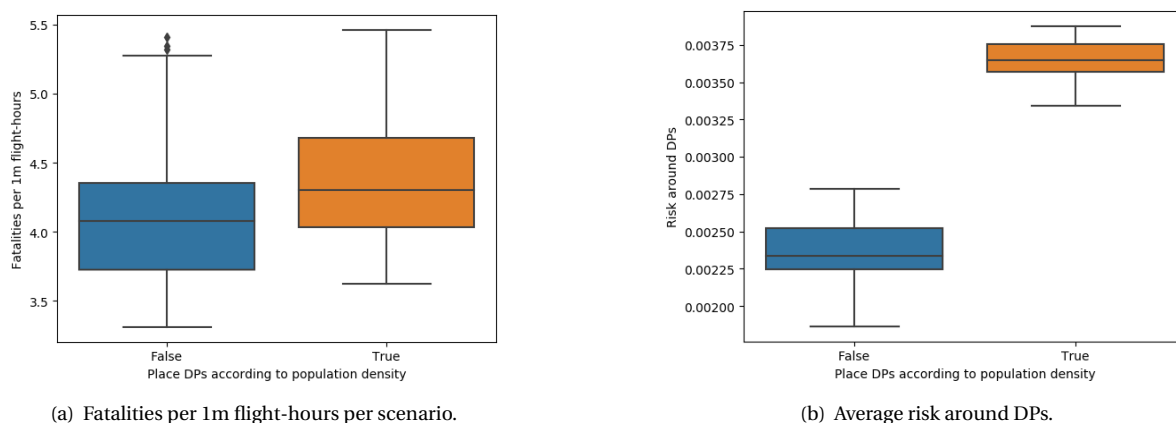 5.5
5.0
4.5
4.0
3.5
Fatalities per 1m flight-hours
False
True
Place DPs according to population density
(a) Fatalities per 1m flight-hours per scenario.
0.00375
0.00350
0.00325
0.00300
0.00275
0.00250
0.00225
0.00200
Risk around DPs
False
True
Place DPs according to population density
(b) Average risk around DPs.